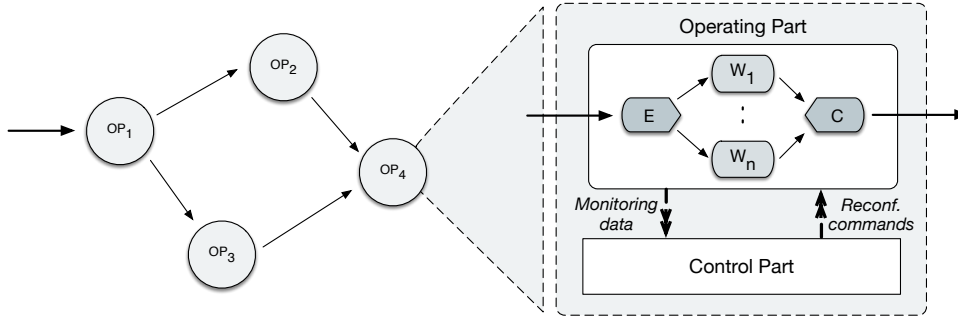 OP1
OP2
OP3
OP4
Operating Part
E
W1
:
Wn
C
Monitoring
data
Reconf.
commands
Control Part